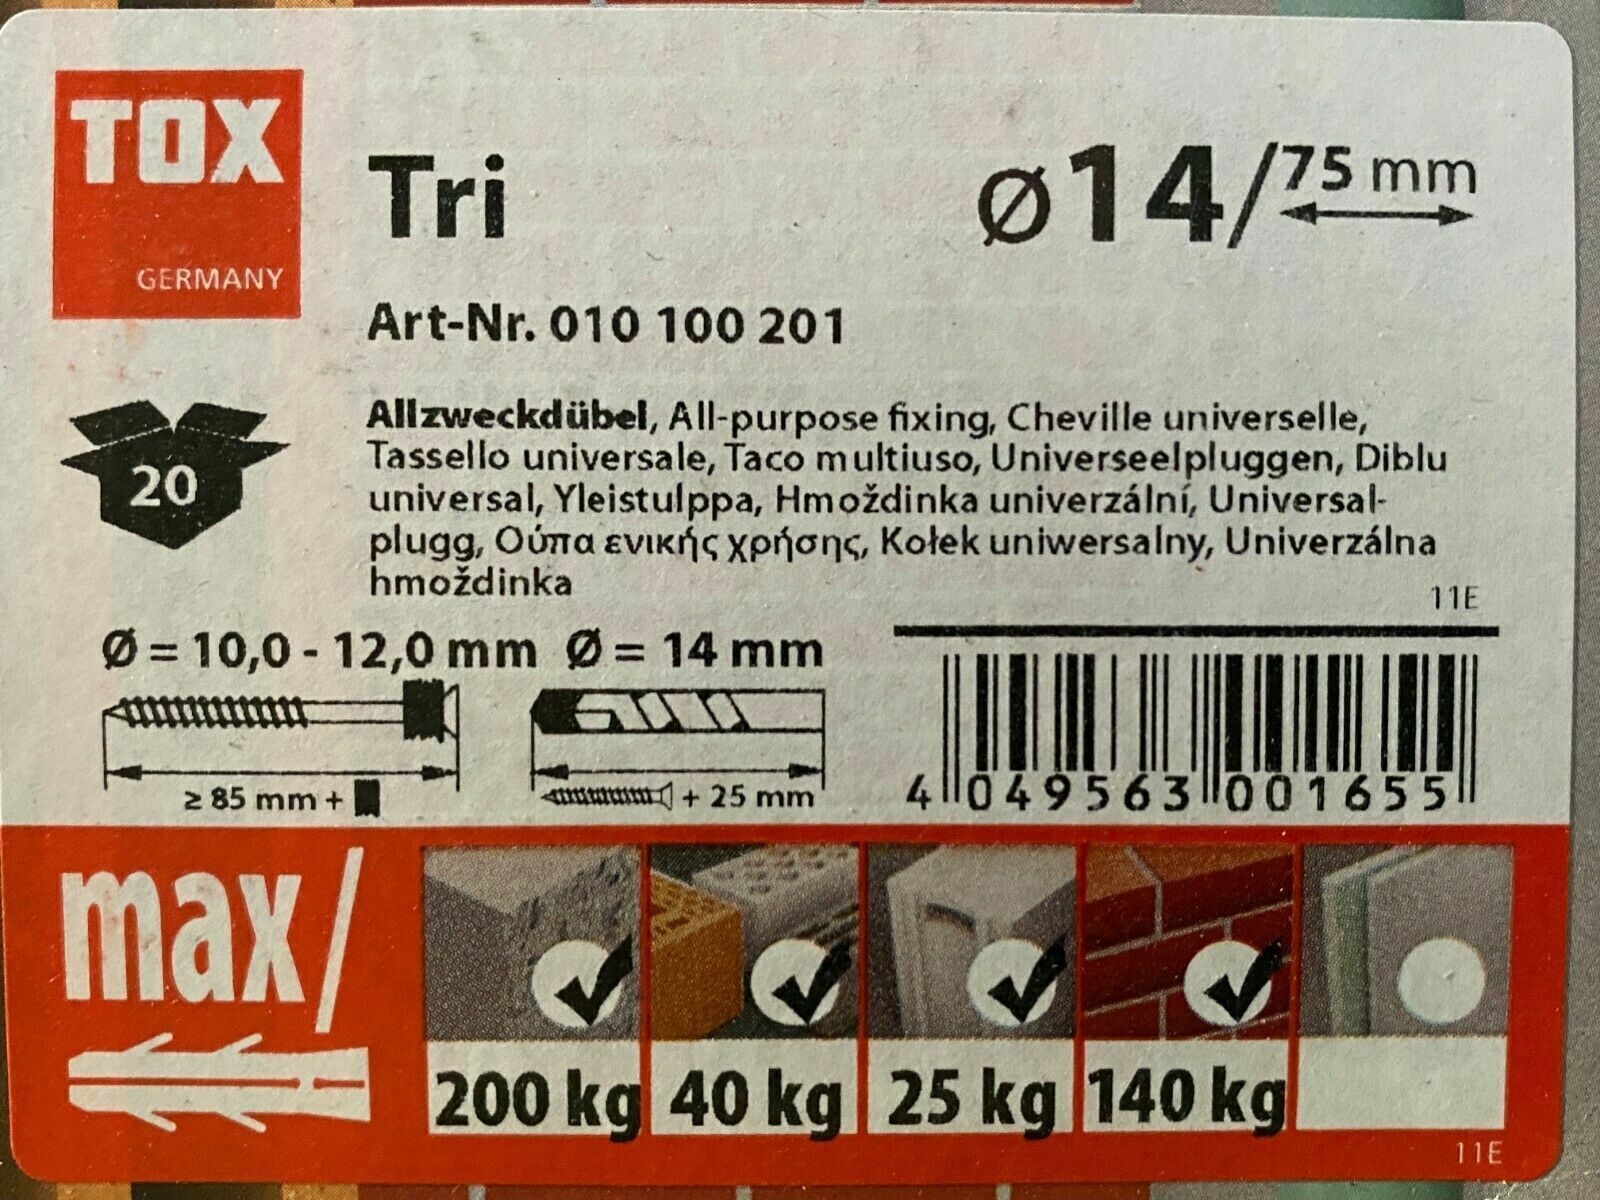 TOX
GERMANY
Tri
Ø14/75 mm
Art-Nr. 010 100 201
20
Allzweckdübel, All-purpose fixing, Cheville universelle,
Tassello universale, Taco multiuso, Universeelpluggen, Diblu
universal, Yleistulppa, Hmoždinka univerzální, Universal-
plugg, Ούπα ενικής χρήσης, Kołek uniwersalny, Univerzálna
hmoždinka
11E
Ø = 10,0 - 12,0 mm Ø = 14 mm
≥ 85 mm +
+ 25 mm
4 049563 001655
max/
200 kg
40 kg
25 kg
140 kg
11E